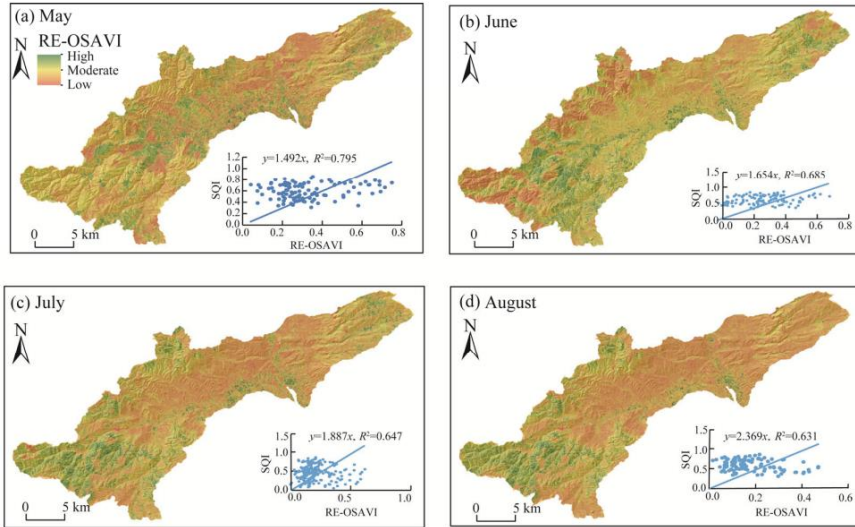 (a) May
N
RE-OSAVI
High
Moderate
Low
y=1.492x, R²=0.795
SQI
1.2
1.0
0.8
0.6
0.4
0.2
0
0.0 0.2 0.4 0.6 0.8
RE-OSAVI
0 5 km
(b) June
N
y=1.654x, R²=0.685
SQI
1.5
1.0
0.5
0.0
0.0 0.2 0.4 0.6 0.8
RE-OSAVI
0 5 km
(c) July
N
y=1.887x, R²=0.647
SQI
1.5
1.0
0.5
0.0
0.0 0.5 1.0
RE-OSAVI
0 5 km
(d) August
N
y=2.369x, R²=0.631
SQI
1.5
1.0
0.5
0.0
0.0 0.2 0.4 0.6
RE-OSAVI
0 5 km